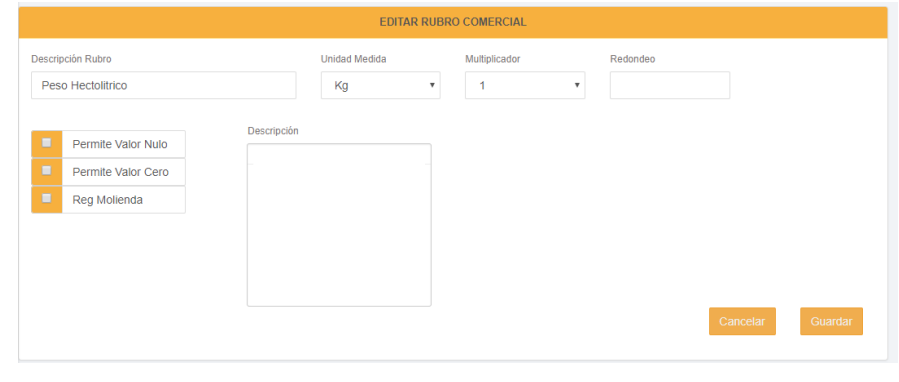 EDITAR RUBRO COMERCIAL
Descripción Rubro Unidad Medida Multiplicador Redondeo
Peso Hectolitrico Kg 1
Permite Valor Nulo
Permite Valor Cero
Reg Molienda
Descripción
Cancelar Guardar